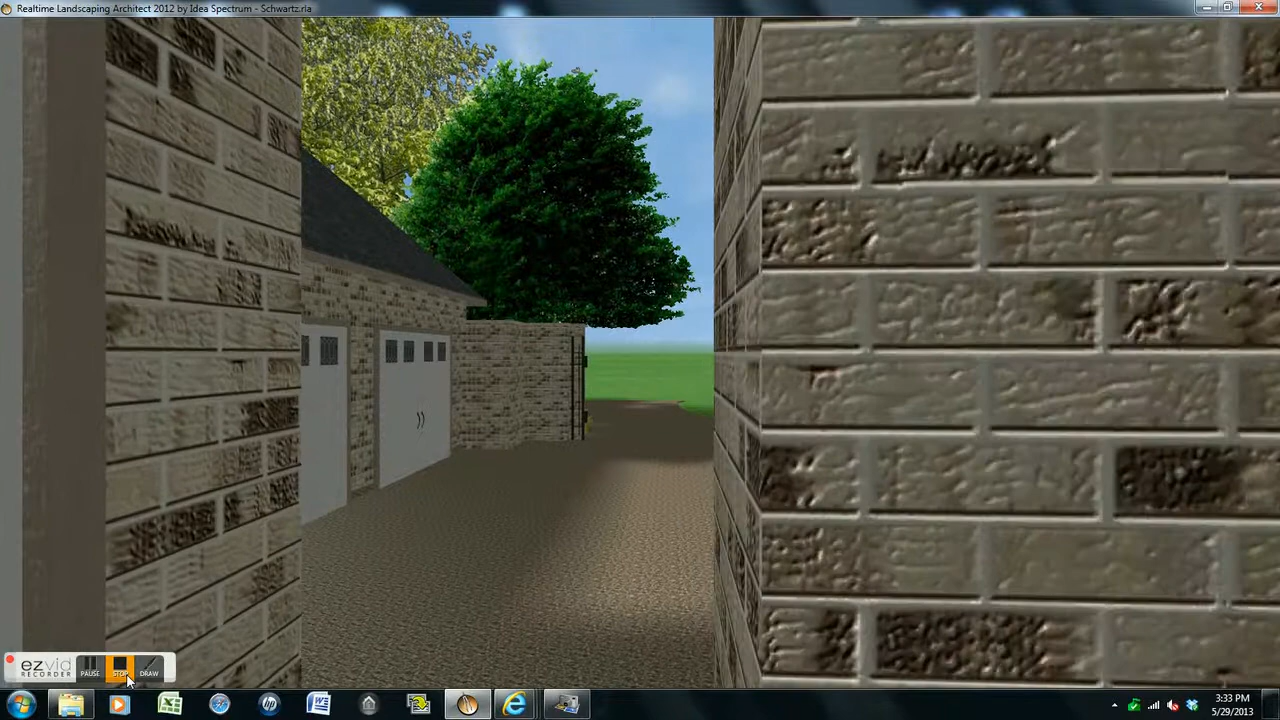 Realtime Landscaping Architect 2012 by Idea Spectrum - Schwartz.rla
ezvid
RECORDER
PAUSE
STOP
DRAW
3:33 PM
5/29/2013